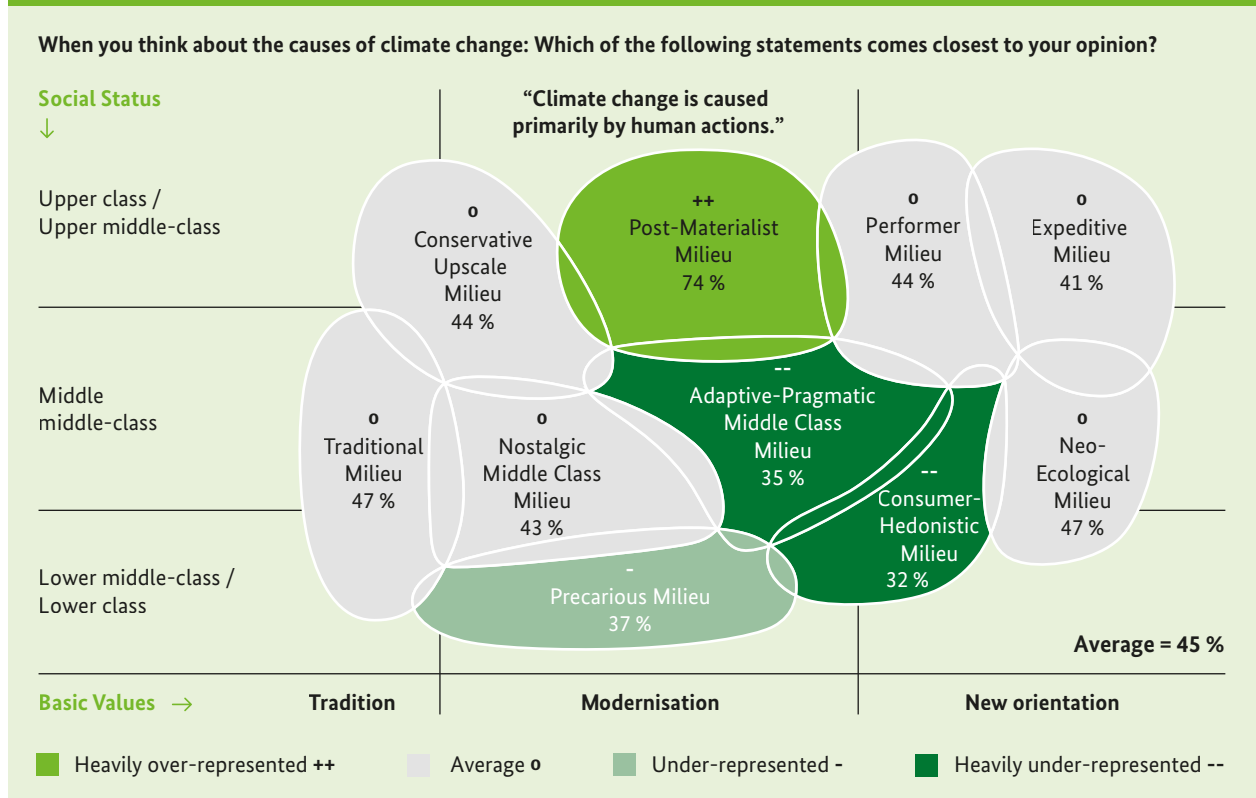 When you think about the causes of climate change: Which of the following statements comes closest to your opinion?
Social Status
↓
“Climate change is caused
primarily by human actions.”
Upper class /
Upper middle-class
o
Conservative
Upscale
Milieu
44 %
++
Post-Materialist
Milieu
74 %
o
Performer
Milieu
44 %
o
Expeditive
Milieu
41 %
Middle
middle-class
o
Traditional
Milieu
47 %
o
Nostalgic
Middle Class
Milieu
43 %
--
Adaptive-Pragmatic
Middle Class
Milieu
35 %
--
Consumer-
Hedonistic
Milieu
32 %
o
Neo-
Ecological
Milieu
47 %
Lower middle-class /
Lower class
-
Precarious Milieu
37 %
Average = 45 %
Basic Values →
Tradition
Modernisation
New orientation
Heavily over-represented ++
Average o
Under-represented -
Heavily under-represented --